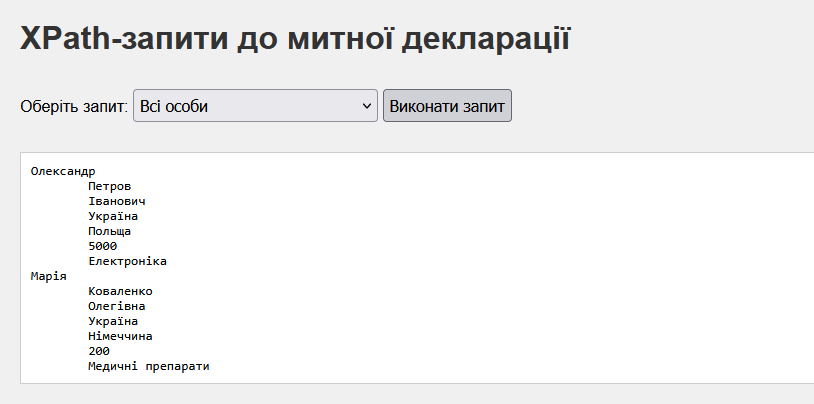 XPath-запити до митної декларації
Оберіть запит: Всі особи Виконати запит
Олександр
Петров
Іванович
Україна
Польща
5000
Електроніка
Марія
Коваленко
Олегівна
Україна
Німеччина
200
Медичні препарати